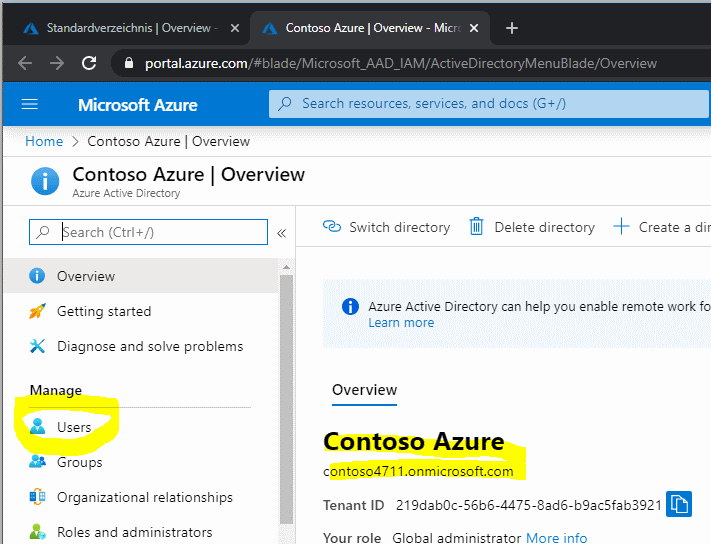 Standardverzeichnis | Overview -
Contoso Azure | Overview - Micr
portal.azure.com/#blade/Microsoft_AAD_IAM/ActiveDirectoryMenuBlade/Overview
Microsoft Azure
Search resources, services, and docs (G+/)
Home > Contoso Azure | Overview
Contoso Azure | Overview
Azure Active Directory
Search (Ctrl+/)
«
Overview
Getting started
Diagnose and solve problems
Manage
Users
Groups
Organizational relationships
Roles and administrators
Switch directory
Delete directory
Create a dir
Azure Active Directory can help you enable remote work fo
Learn more
Overview
Contoso Azure
contoso4711.onmicrosoft.com
Tenant ID 219dab0c-56b6-4475-8ad6-b9ac5fab3921
Your role Global administrator More info